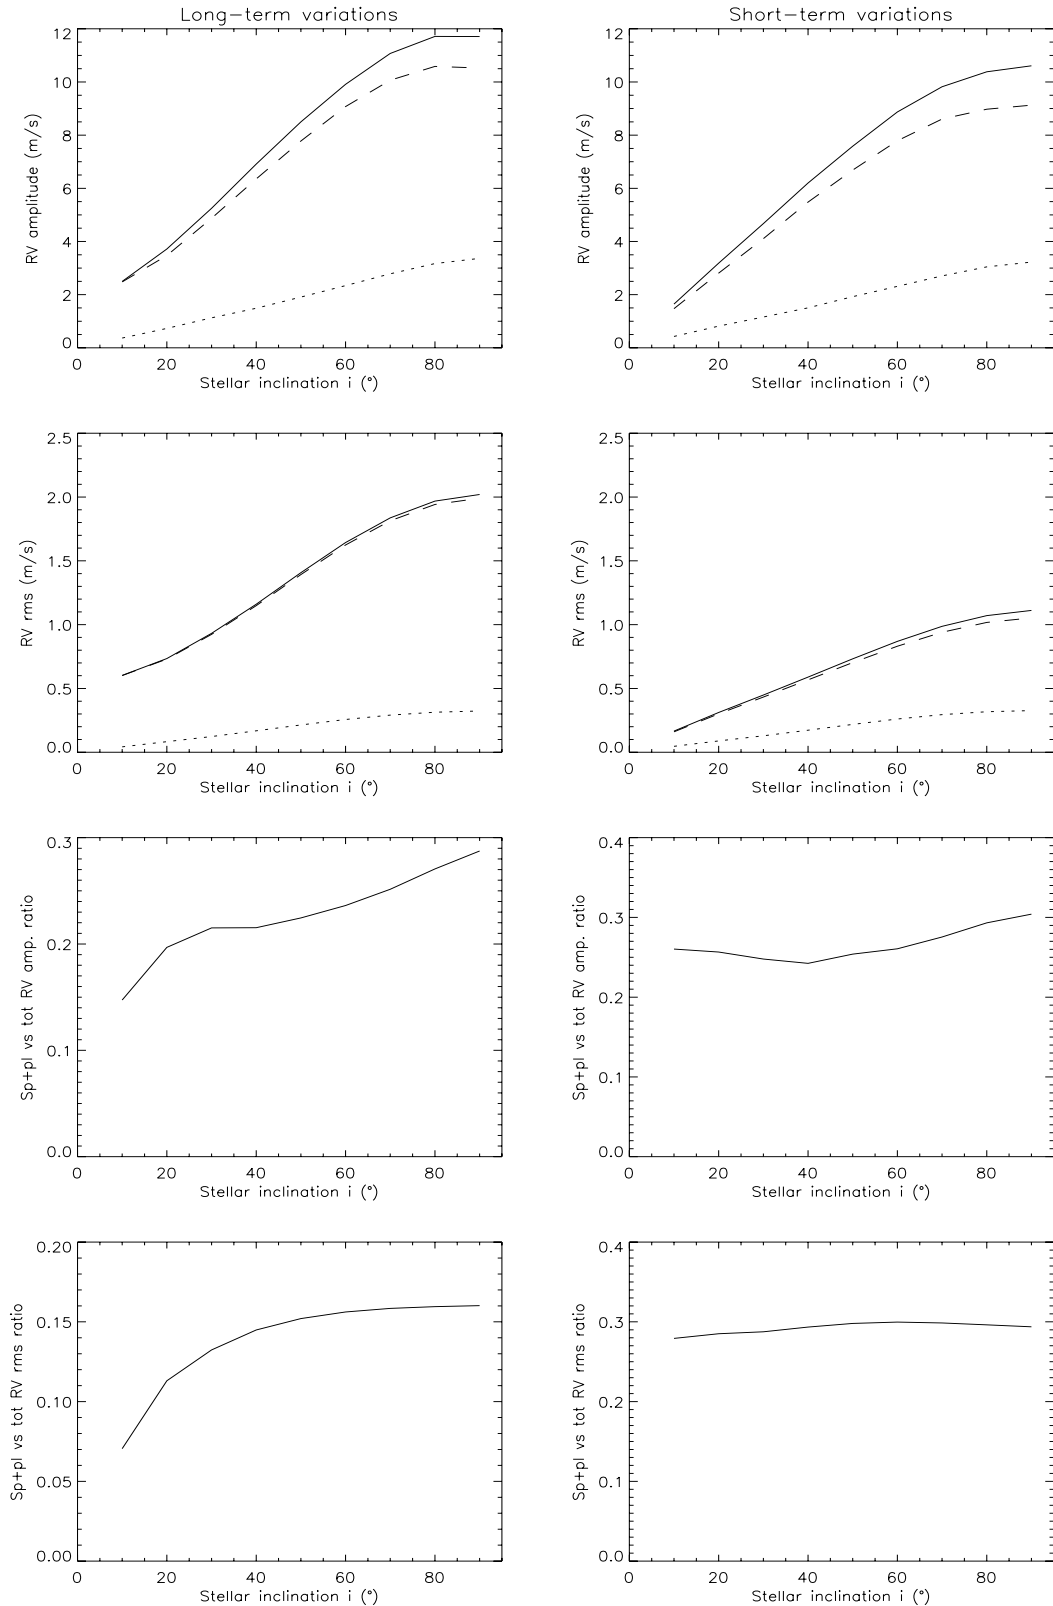 Long-term variations
12
10
8
6
4
2
0
RV amplitude (m/s)
0 20 40 60 80
Stellar inclination i (°)
Short-term variations
12
10
8
6
4
2
0
RV amplitude (m/s)
0 20 40 60 80
Stellar inclination i (°)
2.5
2.0
1.5
1.0
0.5
0.0
RV rms (m/s)
0 20 40 60 80
Stellar inclination i (°)
2.5
2.0
1.5
1.0
0.5
0.0
RV rms (m/s)
0 20 40 60 80
Stellar inclination i (°)
0.3
0.2
0.1
0.0
Sp+pl vs tot RV amp. ratio
0 20 40 60 80
Stellar inclination i (°)
0.4
0.3
0.2
0.1
0.0
Sp+pl vs tot RV amp. ratio
0 20 40 60 80
Stellar inclination i (°)
0.20
0.15
0.10
0.05
0.00
Sp+pl vs tot RV rms ratio
0 20 40 60 80
Stellar inclination i (°)
0.4
0.3
0.2
0.1
0.0
Sp+pl vs tot RV rms ratio
0 20 40 60 80
Stellar inclination i (°)